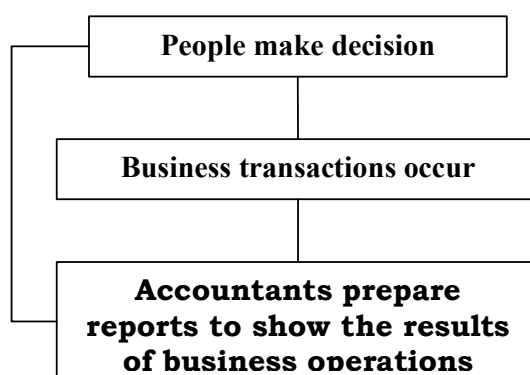 People make decision
Business transactions occur
Accountants prepare
reports to show the results
of business operations